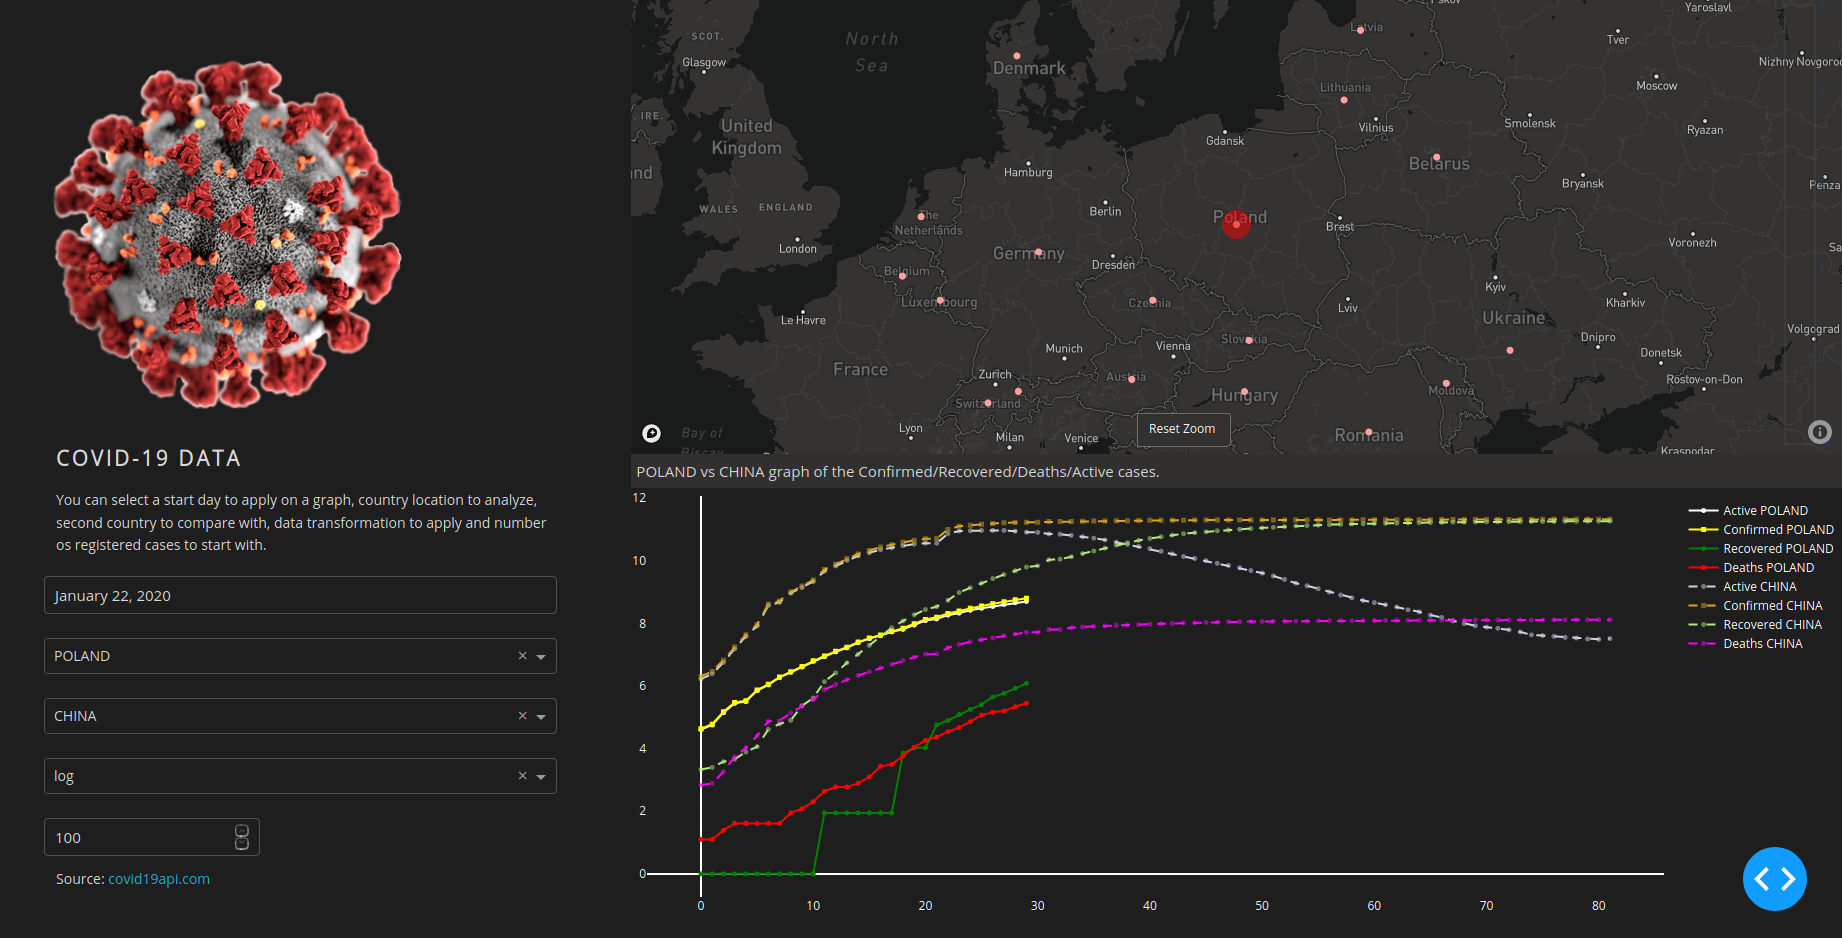 COVID-19 DATA
You can select a start day to apply on a graph, country location to analyze,
second country to compare with, data transformation to apply and number
os registered cases to start with.
January 22, 2020
POLAND
CHINA
log
100
Source: covid19api.com
SCOT.
Glasgow
North
Sea
Denmark
Latvia
Pskov
Yaroslavl
Tver
Nizhny Novgoro
Moscow
Lithuania
Vilnius
Smolensk
Ryazan
. IRE.
United
Kingdom
nd
Gdansk
Hamburg
Belarus
Bryansk
Penza
WALES
ENGLAND
London
The
Netherlands
Berlin
Poland
Brest
Voronezh
Sa
Germany
Dresden
Belgium
Luxembourg
Czechia
Lviv
Kyiv
Kharkiv
Le Havre
Ukraine
Volgograd
Munich
Vienna
Slovakia
Dnipro
Donetsk
France
Zurich
Austria
Hungary
Moldova
Rostov-on-Don
Switzerland
Lyon
Milan
Venice
Bay of
Biscay
Reset Zoom
Romania
Krasnodar
POLAND vs CHINA graph of the Confirmed/Recovered/Deaths/Active cases.
12
10
8
6
4
2
0
0 10 20 30 40 50 60 70 80
Active POLAND
Confirmed POLAND
Recovered POLAND
Deaths POLAND
Active CHINA
Confirmed CHINA
Recovered CHINA
Deaths CHINA